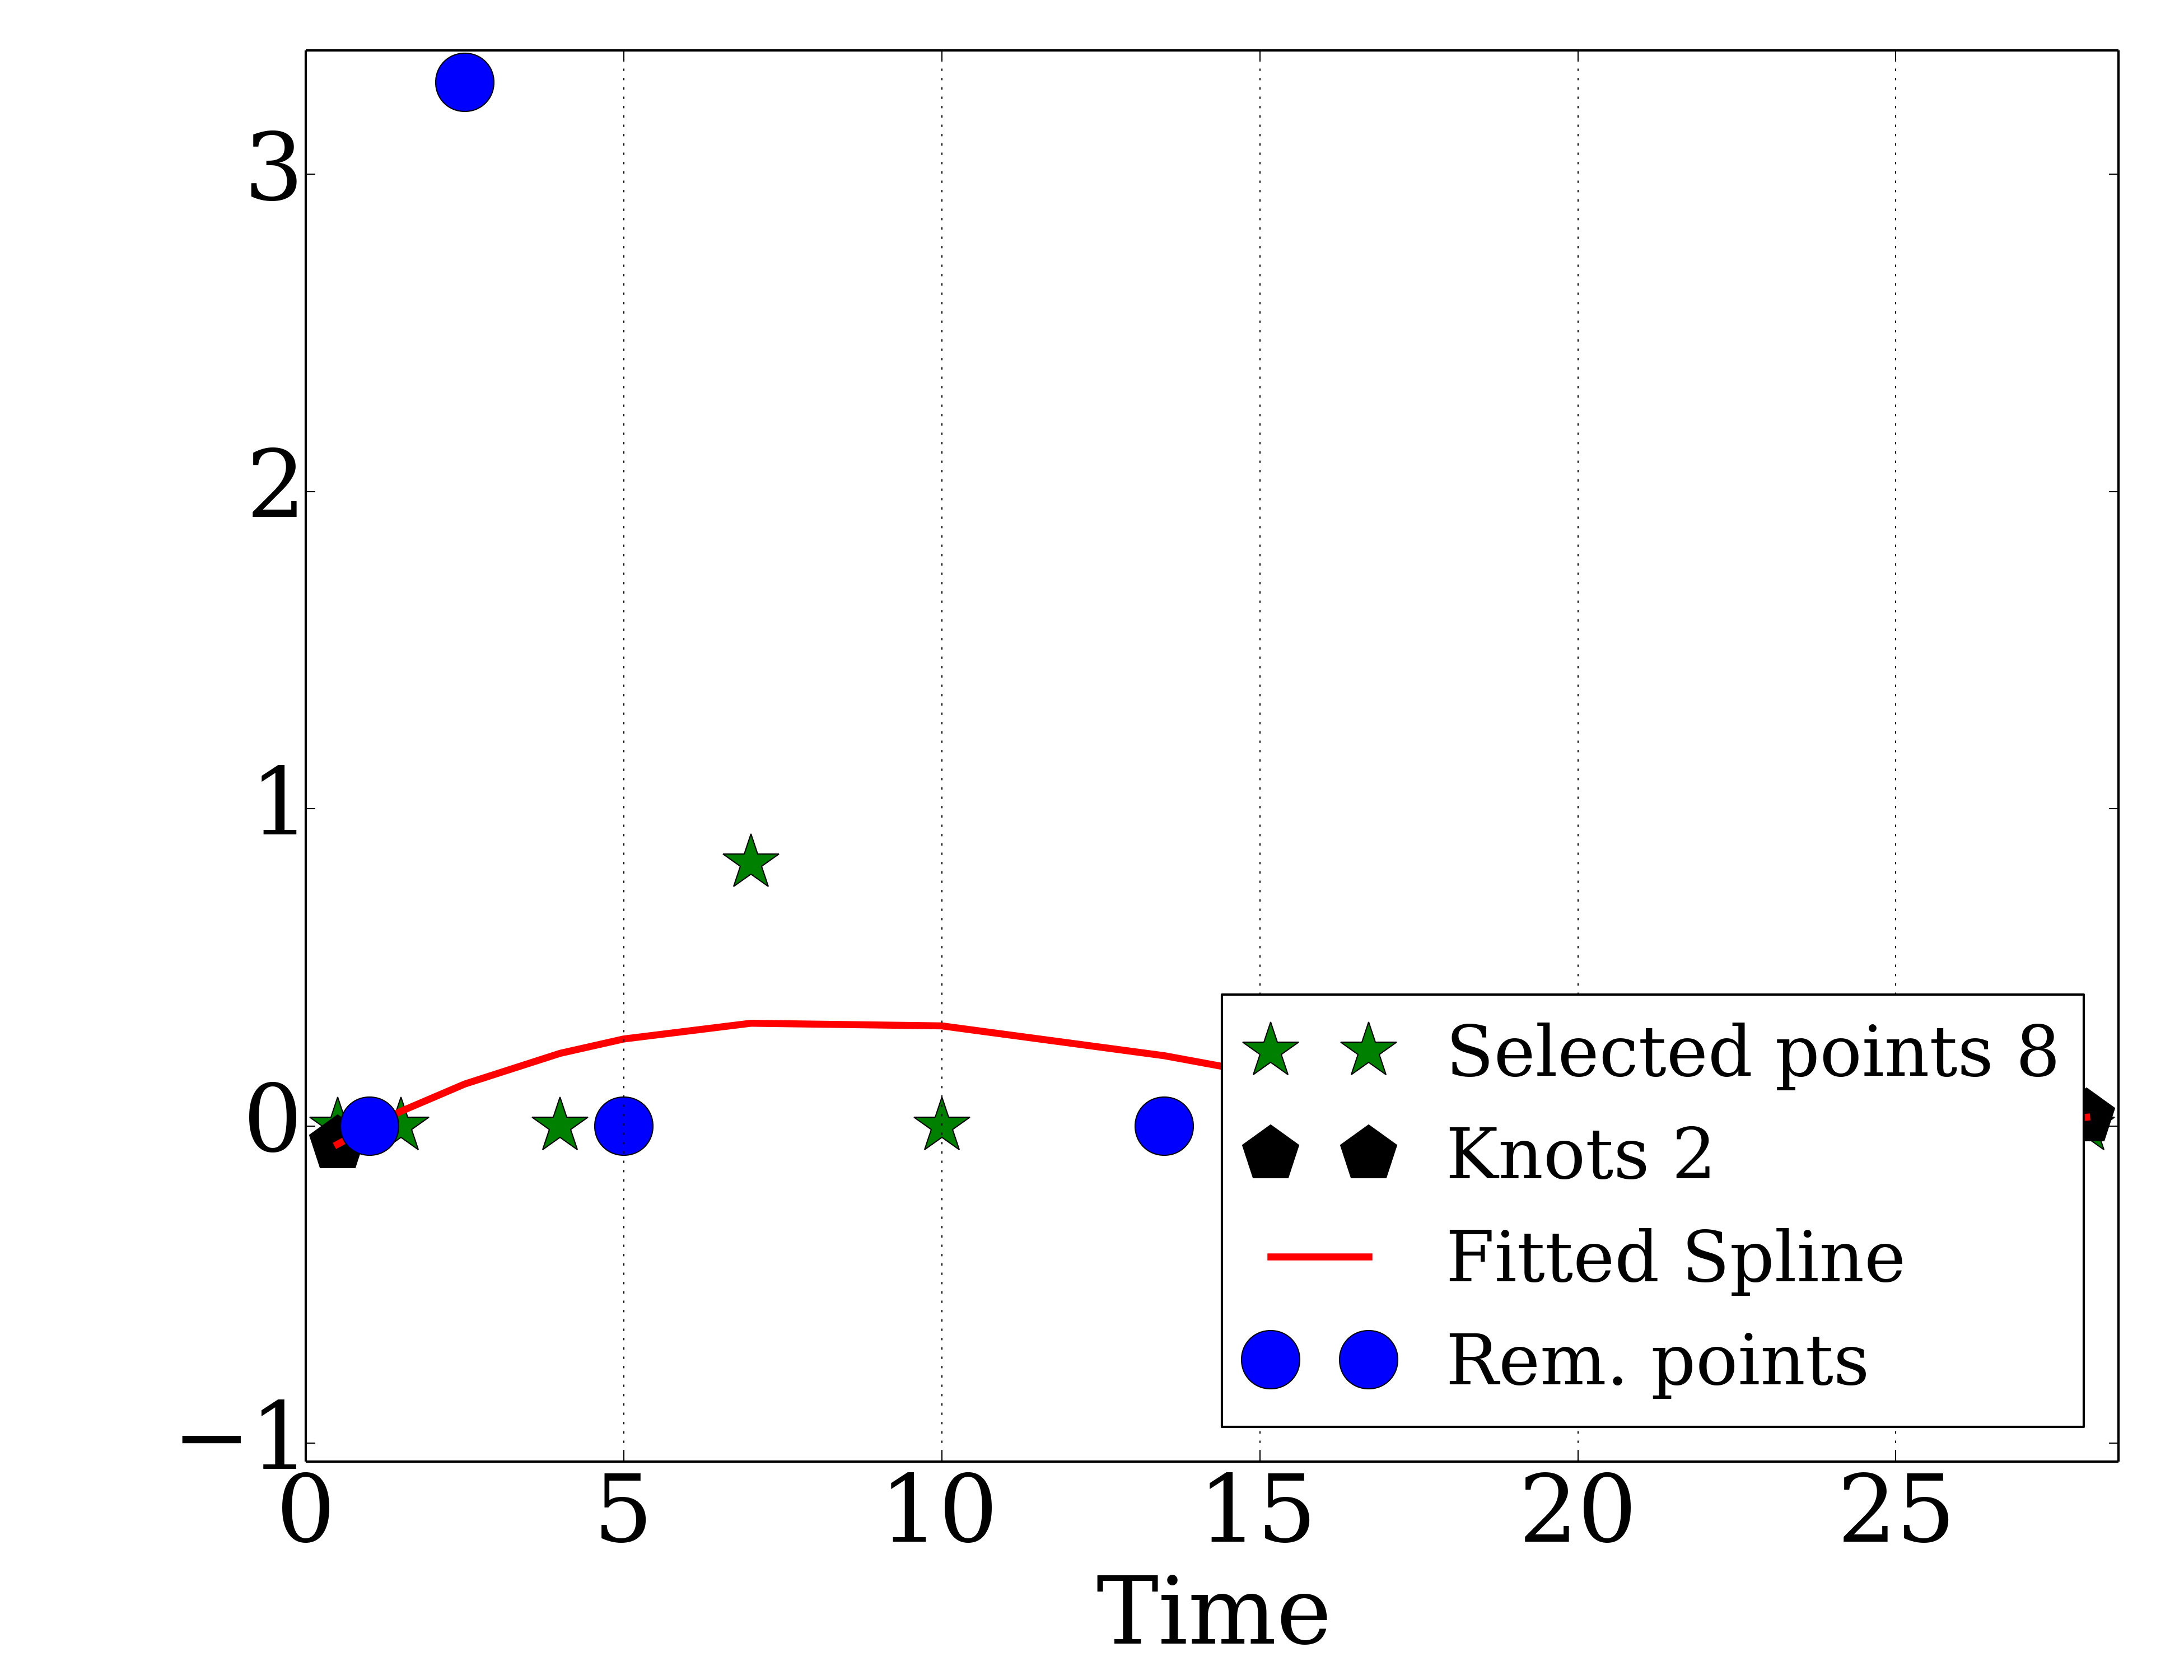 3
2
1
0
−1
0 5 10 15 20 25
Time
Selected points 8
Knots 2
Fitted Spline
Rem. points